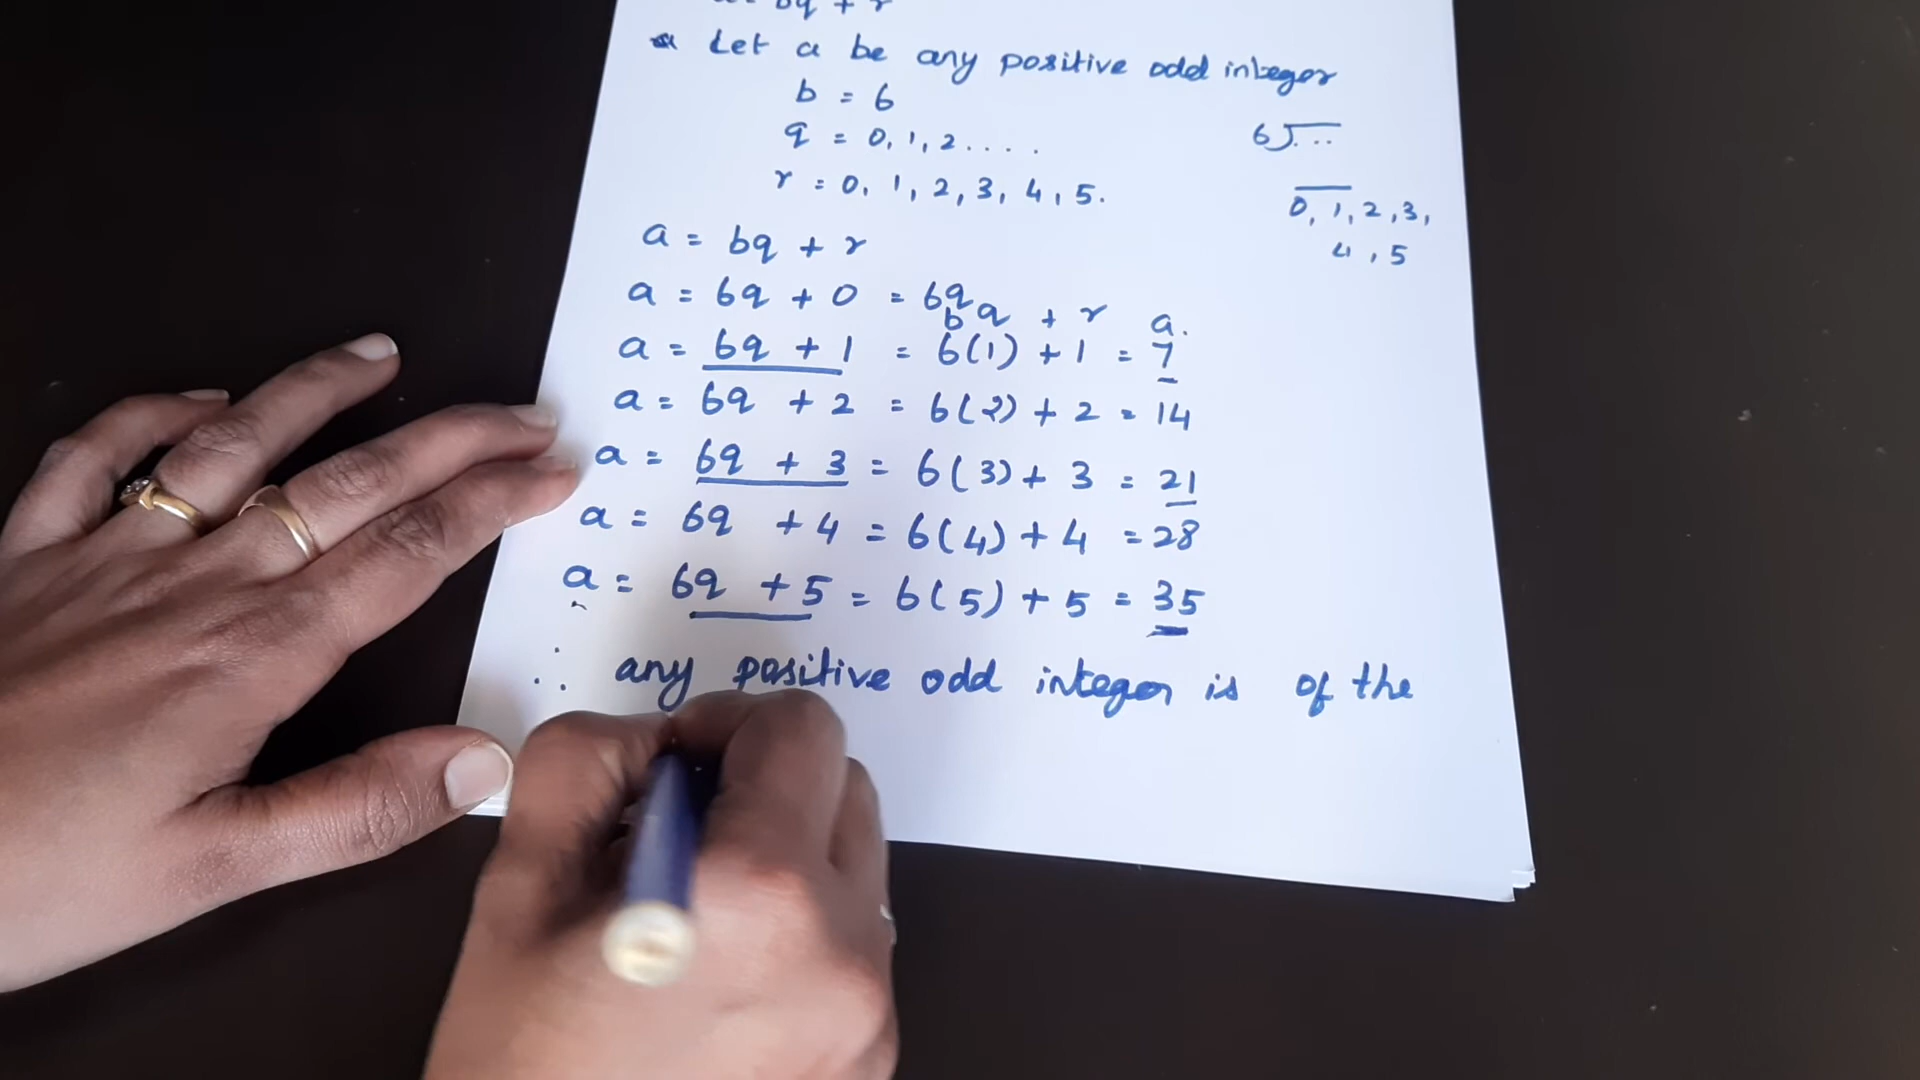 a = bq + r
Let a be any positive odd integer
b = 6
q = 0, 1, 2 ....
r = 0, 1, 2, 3, 4, 5.
6 ...
0, 1, 2, 3,
4, 5
a = bq + r
a = 6q + 0 = 6q
b q + r a.
a = 6q + 1 = 6(1) + 1 = 7
a = 6q + 2 = 6(2) + 2 = 14
a = 6q + 3 = 6(3) + 3 = 21
a = 6q + 4 = 6(4) + 4 = 28
a = 6q + 5 = 6(5) + 5 = 35
∴ any positive odd integer is of the